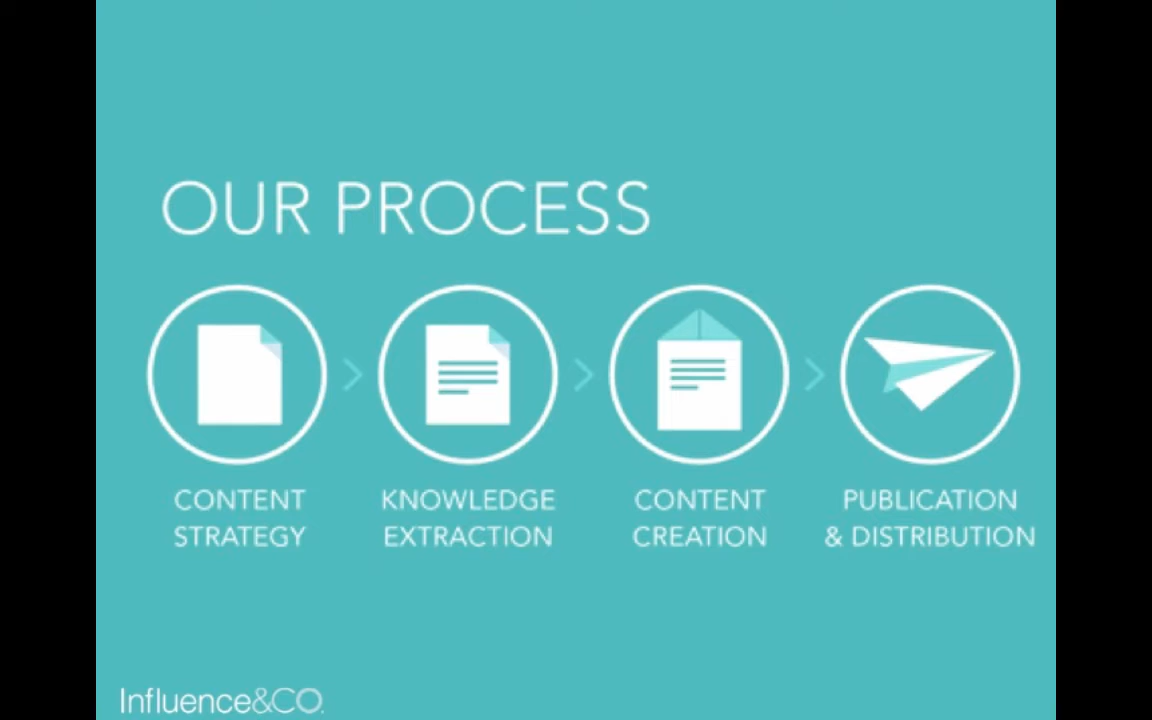 OUR PROCESS
CONTENT
STRATEGY
KNOWLEDGE
EXTRACTION
CONTENT
CREATION
PUBLICATION
& DISTRIBUTION
Influence&CO.